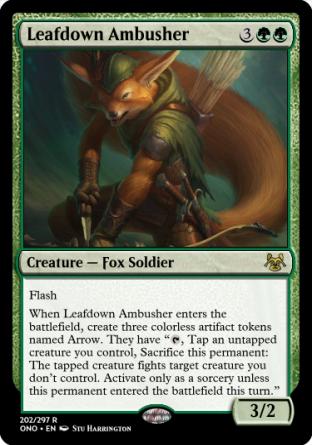 Leafdown Ambusher 3
Creature — Fox Soldier
Flash
When Leafdown Ambusher enters the
battlefield, create three colorless artifact tokens
named Arrow. They have “, Tap an untapped
creature you control, Sacrifice this permanent:
The tapped creature fights target creature you
don't control. Activate only as a sorcery unless
this permanent entered the battlefield this turn.”
3/2
202/297 R
ONO • EN Stu Harrington